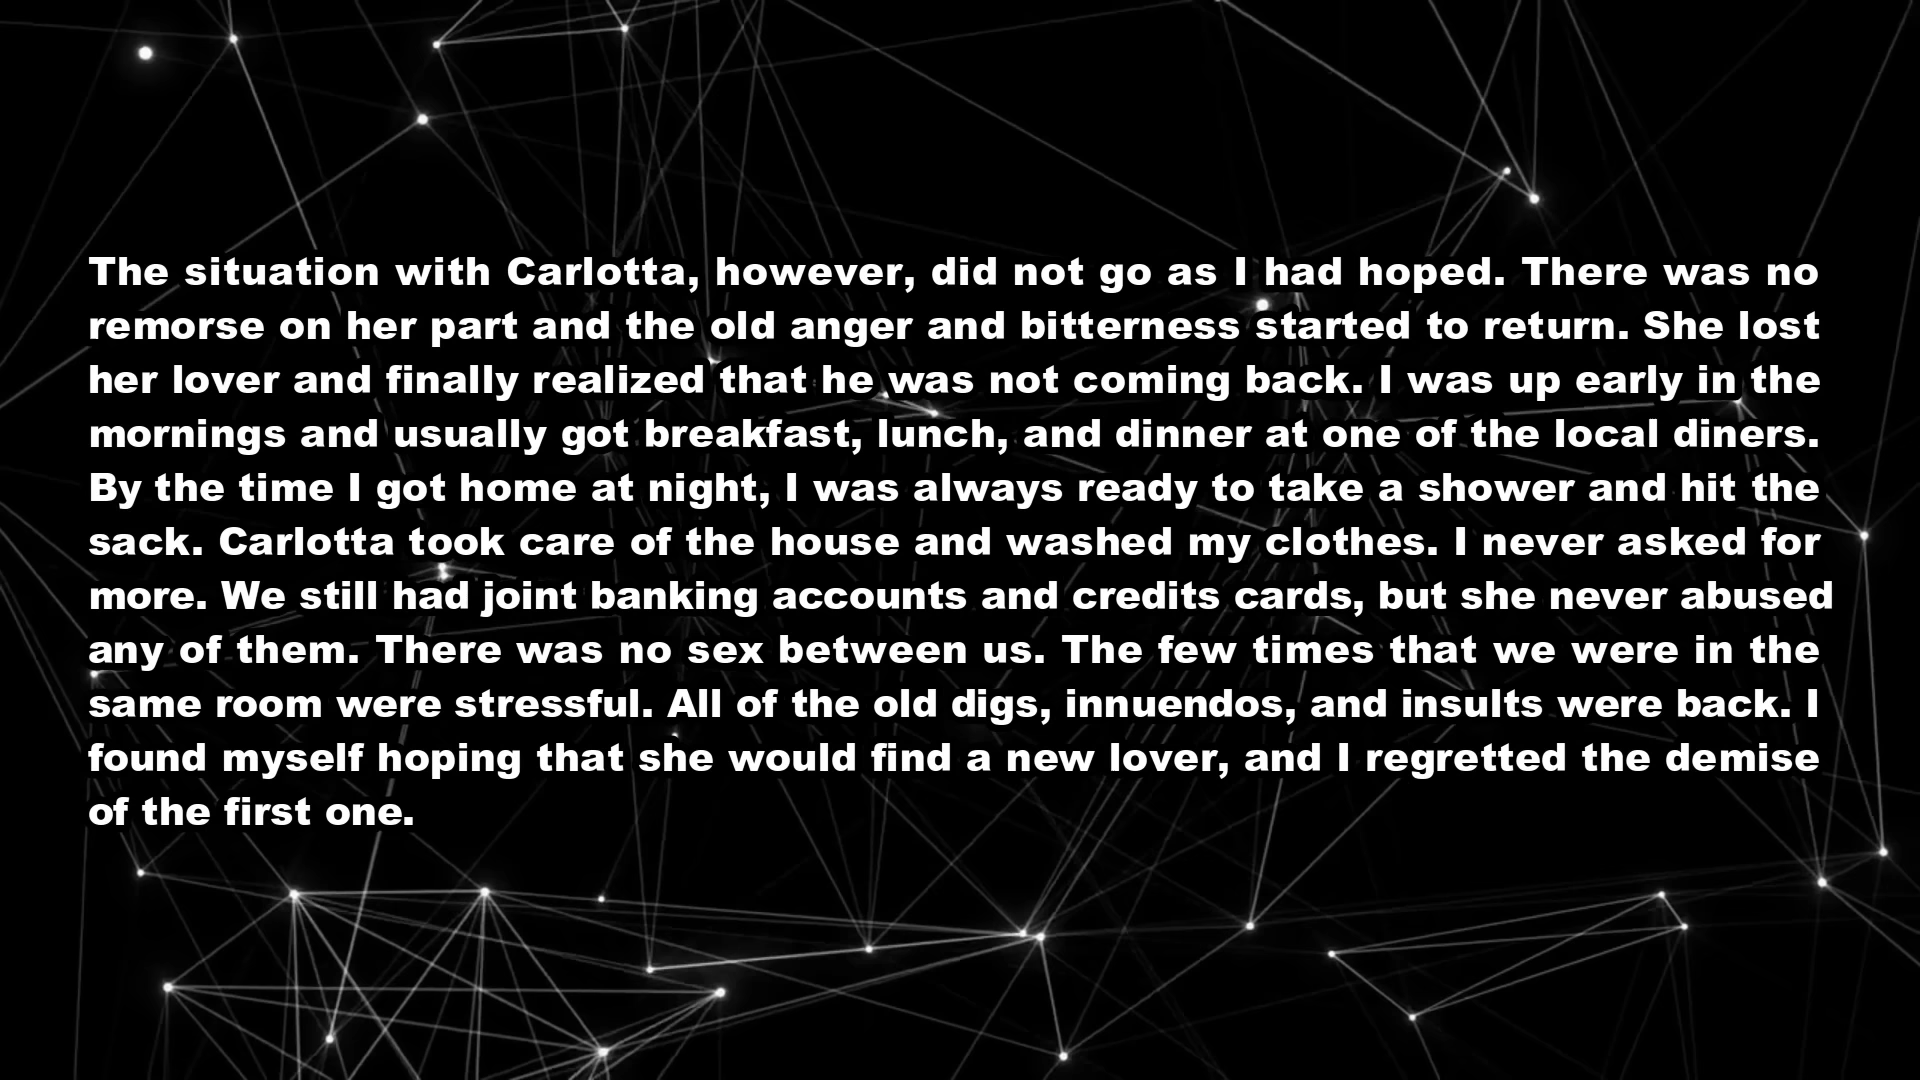 The situation with Carlotta, however, did not go as I had hoped. There was no
remorse on her part and the old anger and bitterness started to return. She lost
her lover and finally realized that he was not coming back. I was up early in the
mornings and usually got breakfast, lunch, and dinner at one of the local diners.
By the time I got home at night, I was always ready to take a shower and hit the
sack. Carlotta took care of the house and washed my clothes. I never asked for
more. We still had joint banking accounts and credits cards, but she never abused
any of them. There was no sex between us. The few times that we were in the
same room were stressful. All of the old digs, innuendos, and insults were back. I
found myself hoping that she would find a new lover, and I regretted the demise
of the first one.